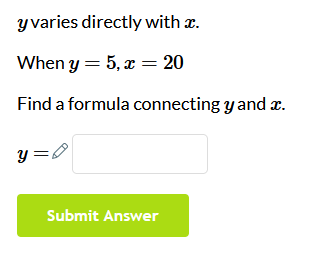 y varies directly with x.
When y = 5, x = 20
Find a formula connecting y and x.
y =
Submit Answer